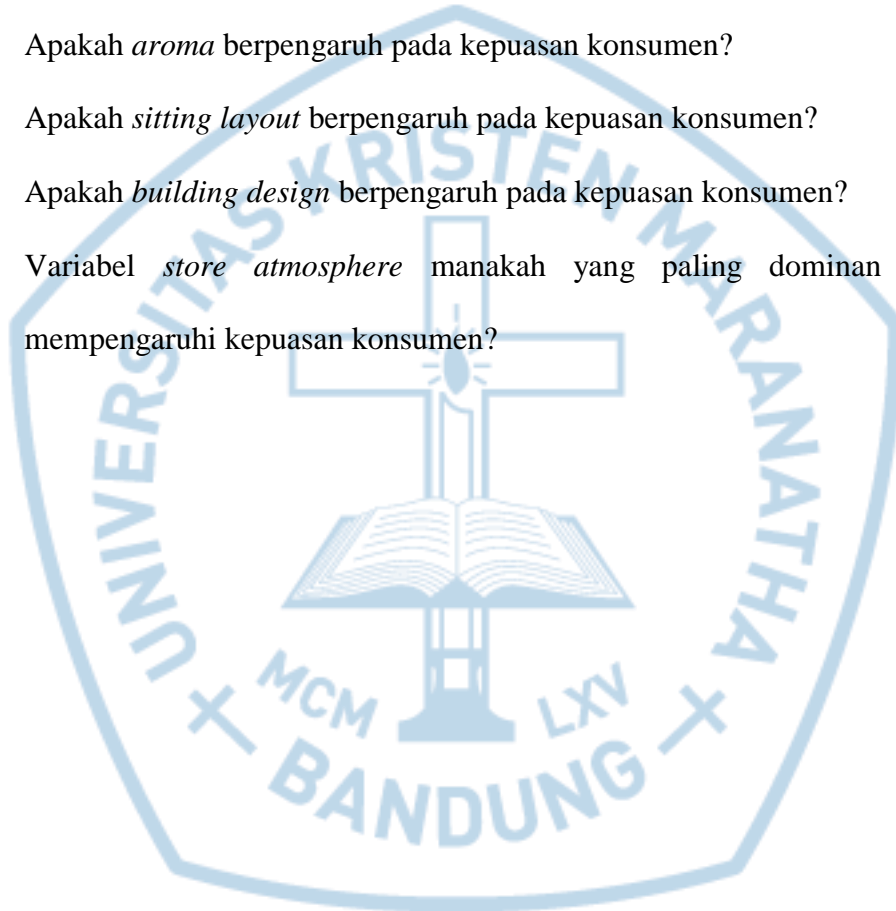 Apakah aroma berpengaruh pada kepuasan konsumen?
Apakah sitting layout berpengaruh pada kepuasan konsumen?
Apakah building design berpengaruh pada kepuasan konsumen?
Variabel store atmosphere manakah yang paling dominan
mempengaruhi kepuasan konsumen?
UNIVERSITAS KRISTEN MARANATHA
MCM LXV
BANDUNG